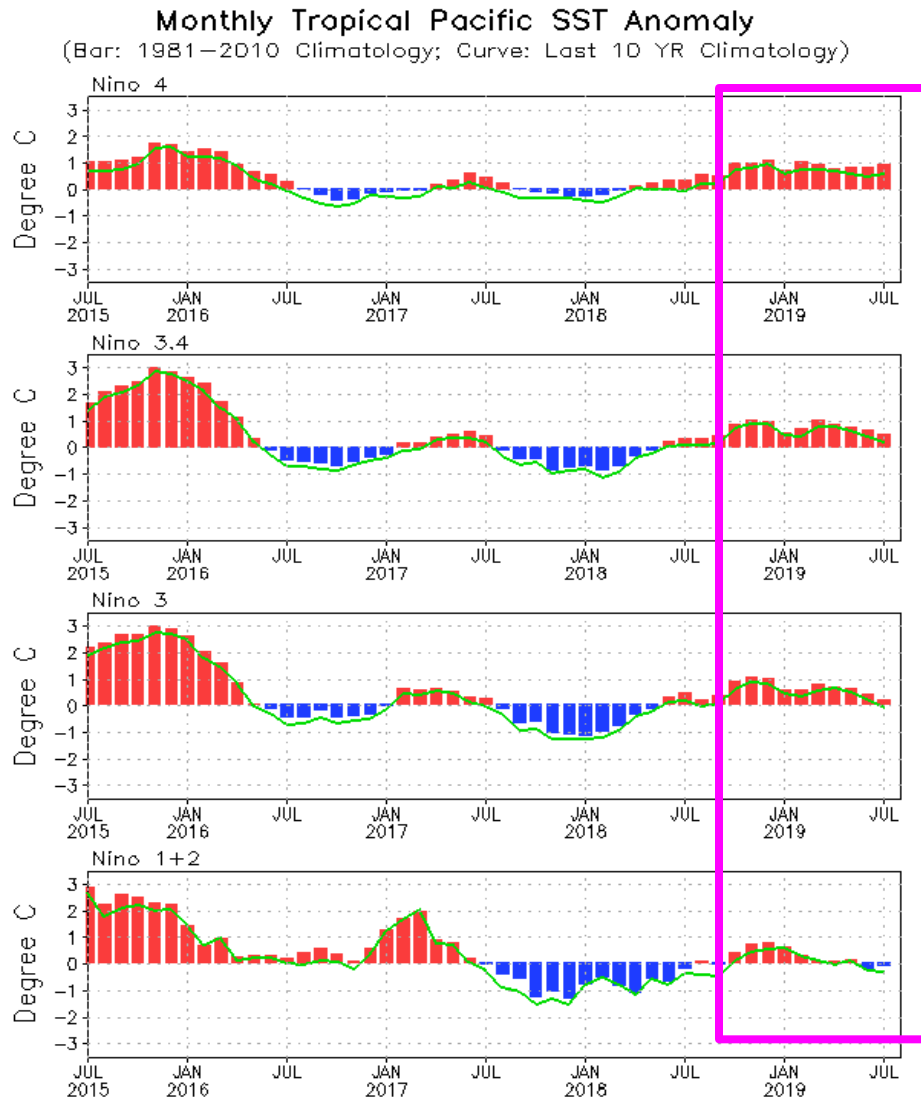 Monthly Tropical Pacific SST Anomaly
(Bar: 1981-2010 Climatology; Curve: Last 10 YR Climatology)
Nino 4
Degree C
3
2
1
0
-1
-2
-3
JUL JAN JUL JAN JUL JAN JUL JAN JUL
2015 2016 2017 2018 2019
Nino 3.4
Degree C
3
2
1
0
-1
-2
-3
JUL JAN JUL JAN JUL JAN JUL JAN JUL
2015 2016 2017 2018 2019
Nino 3
Degree C
3
2
1
0
-1
-2
-3
JUL JAN JUL JAN JUL JAN JUL JAN JUL
2015 2016 2017 2018 2019
Nino 1+2
Degree C
3
2
1
0
-1
-2
-3
JUL JAN JUL JAN JUL JAN JUL JAN JUL
2015 2016 2017 2018 2019